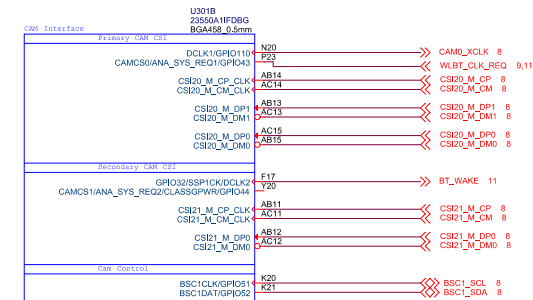 U301B
23550A1IFDBG
BGA458_0.5mm
CAM Interface
Primary CAM CSI
DCLK1/GPIO110 N20 CAM0_XCLK 8
CAMCS0/ANA_SYS_REQ1/GPIO43 P23 WLBT_CLK_REQ 9,11
CSI20_M_CP_CLK AB14 CSI20_M_CP 8
CSI20_M_CM_CLK AC14 CSI20_M_CM 8
CSI20_M_DP1 AB13 CSI20_M_DP1 8
CSI20_M_DM1 AC13 CSI20_M_DM1 8
CSI20_M_DP0 AC15 CSI20_M_DP0 8
CSI20_M_DM0 AB15 CSI20_M_DM0 8
Secondary CAM CSI
GPIO32/SSP1CK/DCLK2 F17 BT_WAKE 11
CAMCS1/ANA_SYS_REQ2/CLASSGPWR/GPIO44 Y20
CSI21_M_CP_CLK AB11 CSI21_M_CP 8
CSI21_M_CM_CLK AC11 CSI21_M_CM 8
CSI21_M_DP0 AB12 CSI21_M_DP0 8
CSI21_M_DM0 AC12 CSI21_M_DM0 8
Cam Control
BSC1CLK/GPIO51 K20 BSC1_SCL 8
BSC1DAT/GPIO52 K21 BSC1_SDA 8